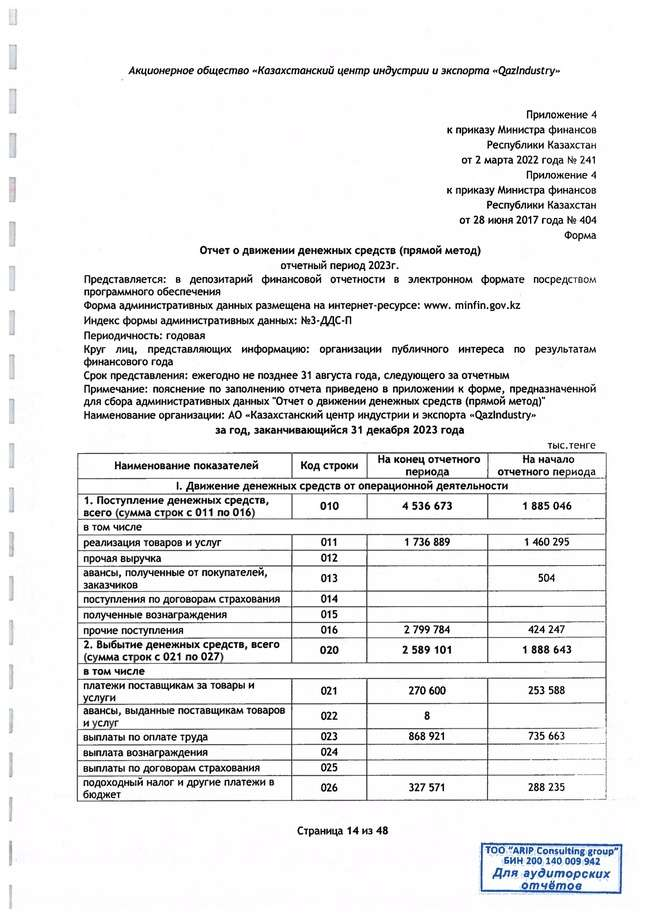 Акционерное общество «Казахстанский центр индустрии и экспорта «QazIndustry»
Приложение 4
к приказу Министра финансов
Республики Казахстан
от 2 марта 2022 года № 241
Приложение 4
к приказу Министра финансов
Республики Казахстан
от 28 июня 2017 года № 404
Форма
Отчет о движении денежных средств (прямой метод)
отчетный период 2023г.
Представляется: в депозитарий финансовой отчетности в электронном формате посредством
программного обеспечения
Форма административных данных размещена на интернет-ресурсе: www. minfin.gov.kz
Индекс формы административных данных: №3-ДДС-П
Периодичность: годовая
Круг лиц, представляющих информацию: организации публичного интереса по результатам
финансового года
Срок представления: ежегодно не позднее 31 августа года, следующего за отчетным
Примечание: пояснение по заполнению отчета приведено в приложении к форме, предназначенной
для сбора административных данных "Отчет о движении денежных средств (прямой метод)"
Наименование организации: АО «Казахстанский центр индустрии и экспорта «QazIndustry»
за год, заканчивающийся 31 декабря 2023 года
тыс.тенге
Наименование показателей Код строки На конец отчетного периода На начало отчетного периода
I. Движение денежных средств от операционной деятельности
1. Поступление денежных средств,
всего (сумма строк с 011 по 016) 010 4 536 673 1 885 046
в том числе
реализация товаров и услуг 011 1 736 889 1 460 295
прочая выручка 012
авансы, полученные от покупателей,
заказчиков 013 504
поступления по договорам страхования 014
полученные вознаграждения 015
прочие поступления 016 2 799 784 424 247
2. Выбытие денежных средств, всего
(сумма строк с 021 по 027) 020 2 589 101 1 888 643
в том числе
платежи поставщикам за товары и
услуги 021 270 600 253 588
авансы, выданные поставщикам товаров
и услуг 022 8
выплаты по оплате труда 023 868 921 735 663
выплата вознаграждения 024
выплаты по договорам страхования 025
подоходный налог и другие платежи в
бюджет 026 327 571 288 235
Страница 14 из 48
ТОО "ARIP Consulting group"
БИН 200 140 009 942
Для аудиторских
отчётов